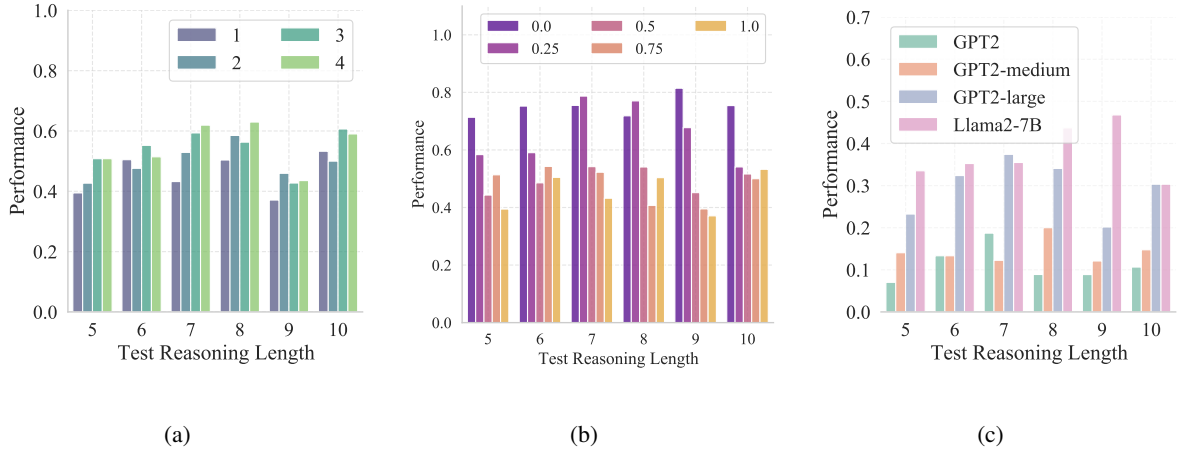 1.0
0.8
0.6
0.4
0.2
0.0
Performance
1 3
2 4
5 6 7 8 9 10
Test Reasoning Length
(a)
1.0
0.8
0.6
0.4
0.2
0.0
Performance
0.0 0.5 1.0
0.25 0.75
5 6 7 8 9 10
Test Reasoning Length
(b)
0.7
0.6
0.5
0.4
0.3
0.2
0.1
0.0
Performance
GPT2
GPT2-medium
GPT2-large
Llama2-7B
5 6 7 8 9 10
Test Reasoning Length
(c)